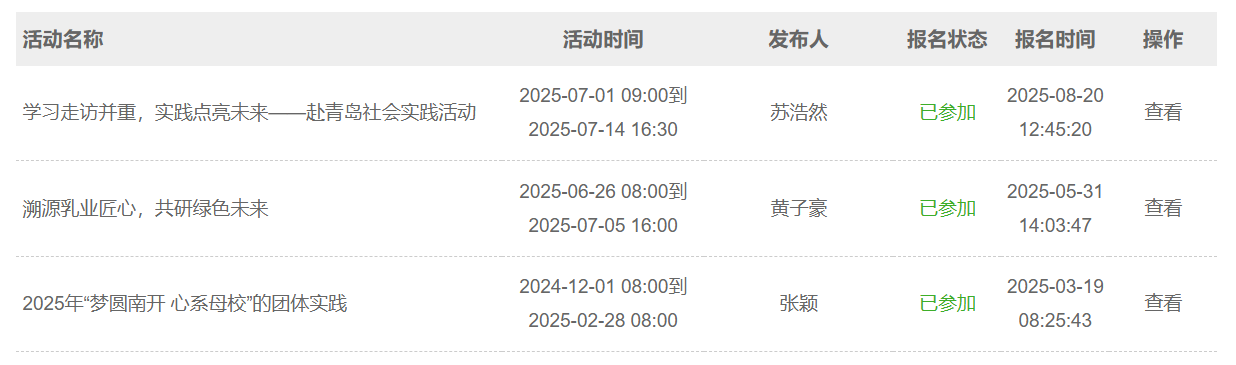 活动名称 活动时间 发布人 报名状态 报名时间 操作
学习走访并重，实践点亮未来——赴青岛社会实践活动 2025-07-01 09:00到 2025-07-14 16:30 苏浩然 已参加 2025-08-20 12:45:20 查看
溯源乳业匠心，共研绿色未来 2025-06-26 08:00到 2025-07-05 16:00 黄子豪 已参加 2025-05-31 14:03:47 查看
2025年“梦圆南开 心系母校”的团体实践 2024-12-01 08:00到 2025-02-28 08:00 张颖 已参加 2025-03-19 08:25:43 查看